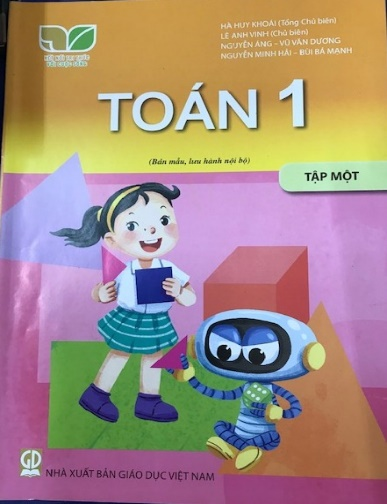 HÀ HUY KHOÁI (Tổng Chủ biên)
LÊ ANH VINH (Chủ biên)
NGUYỄN ÁNG – VŨ VĂN DƯƠNG
NGUYỄN MINH HẢI – BÙI BÁ MẠNH
KẾT NỐI TRI THỨC
VỚI CUỘC SỐNG
TOÁN 1
(Bản mẫu, lưu hành nội bộ)
TẬP MỘT
GD
NHÀ XUẤT BẢN GIÁO DỤC VIỆT NAM